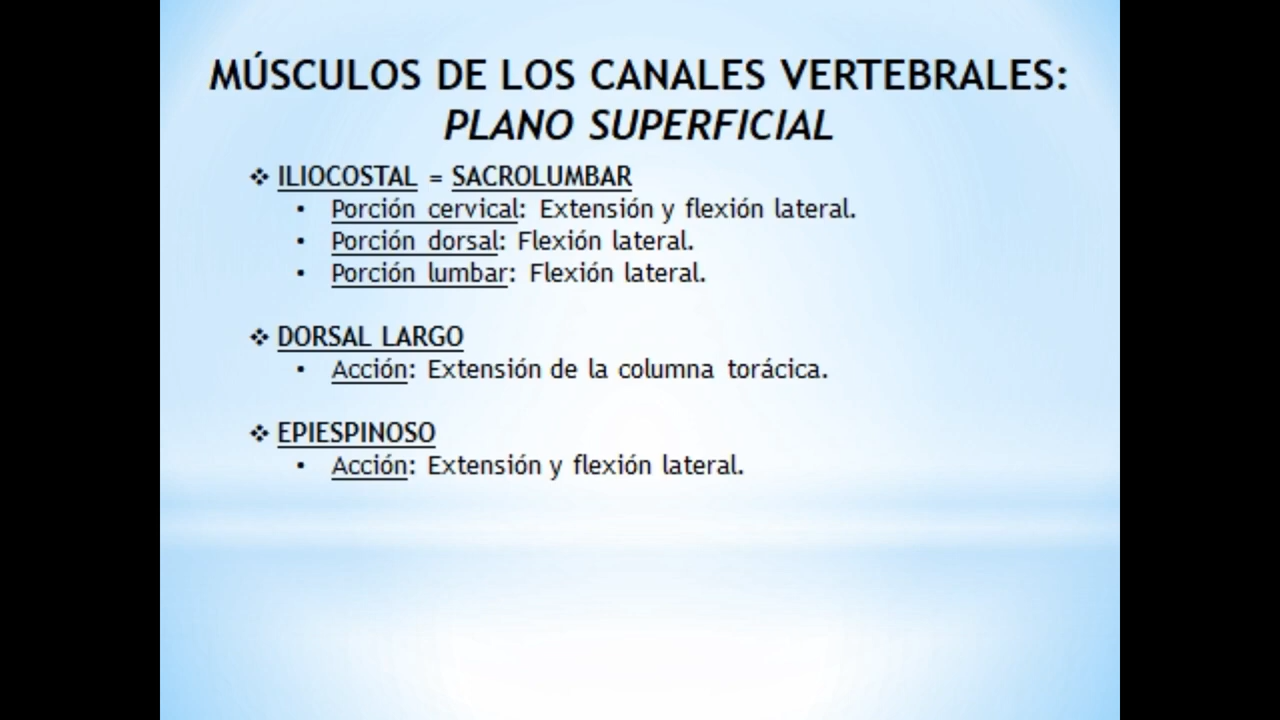 MÚSCULOS DE LOS CANALES VERTEBRALES:
PLANO SUPERFICIAL
❖ ILIOCOSTAL = SACROLUMBAR
• Porción cervical: Extensión y flexión lateral.
• Porción dorsal: Flexión lateral.
• Porción lumbar: Flexión lateral.
❖ DORSAL LARGO
• Acción: Extensión de la columna torácica.
❖ EPIESPINOSO
• Acción: Extensión y flexión lateral.